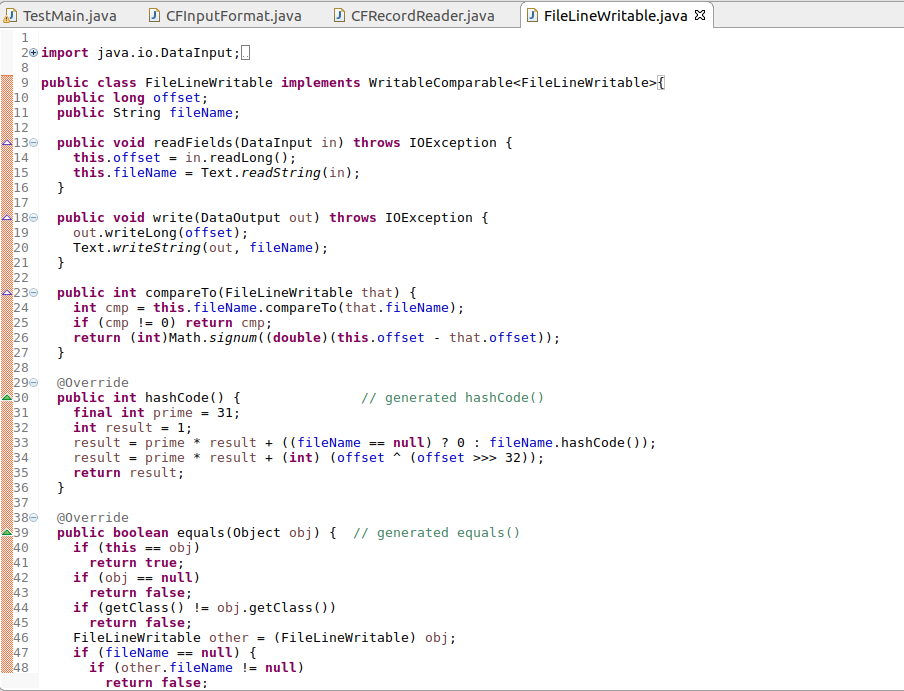 TestMain.java CFInputFormat.java CFRecordReader.java FileLineWritable.java
1
2 import java.io.DataInput;
8
9 public class FileLineWritable implements WritableComparable<FileLineWritable>{
10   public long offset;
11   public String fileName;
12
13   public void readFields(DataInput in) throws IOException {
14     this.offset = in.readLong();
15     this.fileName = Text.readString(in);
16   }
17
18   public void write(DataOutput out) throws IOException {
19     out.writeLong(offset);
20     Text.writeString(out, fileName);
21   }
22
23   public int compareTo(FileLineWritable that) {
24     int cmp = this.fileName.compareTo(that.fileName);
25     if (cmp != 0) return cmp;
26     return (int)Math.signum((double)(this.offset - that.offset));
27   }
28
29   @Override
30   public int hashCode() {               // generated hashCode()
31     final int prime = 31;
32     int result = 1;
33     result = prime * result + ((fileName == null) ? 0 : fileName.hashCode());
34     result = prime * result + (int) (offset ^ (offset >>> 32));
35     return result;
36   }
37
38   @Override
39   public boolean equals(Object obj) {  // generated equals()
40     if (this == obj)
41       return true;
42     if (obj == null)
43       return false;
44     if (getClass() != obj.getClass())
45       return false;
46     FileLineWritable other = (FileLineWritable) obj;
47     if (fileName == null) {
48       if (other.fileName != null)
        return false;